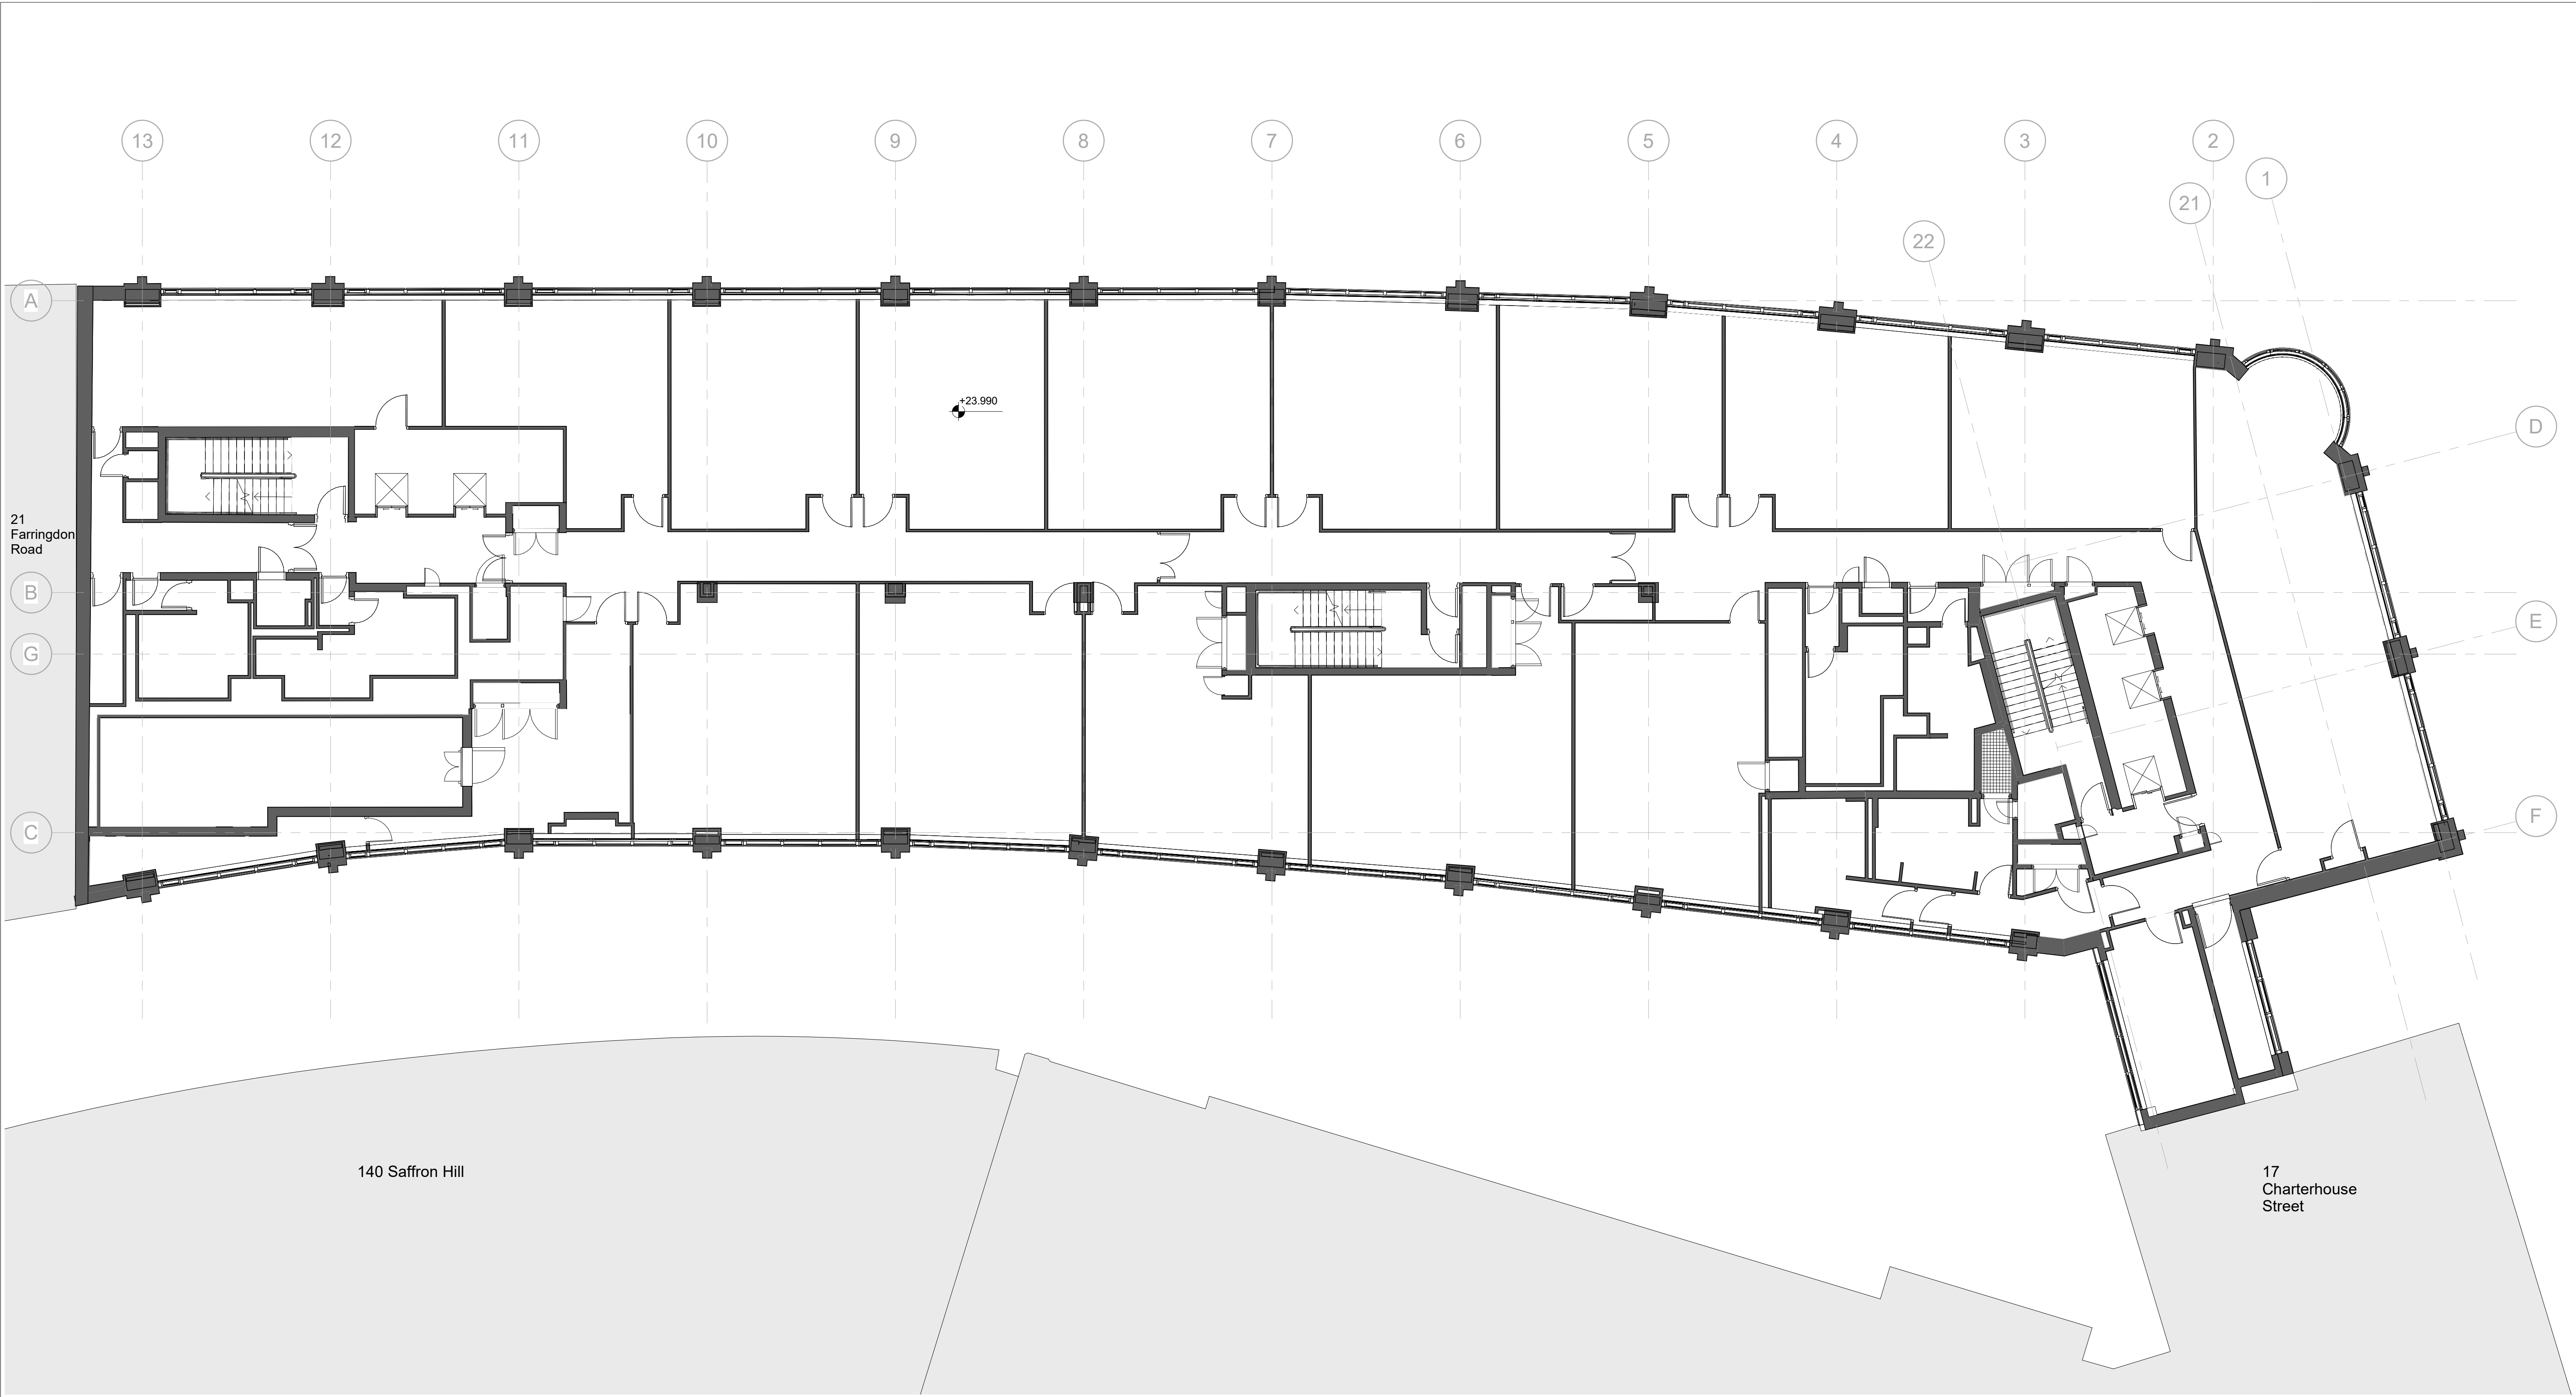 13
12
11
10
9
8
7
6
5
4
3
2
1
21
22
A
+23.990
D
21
Farringdon
Road
B
E
G
F
C
140 Saffron Hill
17
Charterhouse
Street